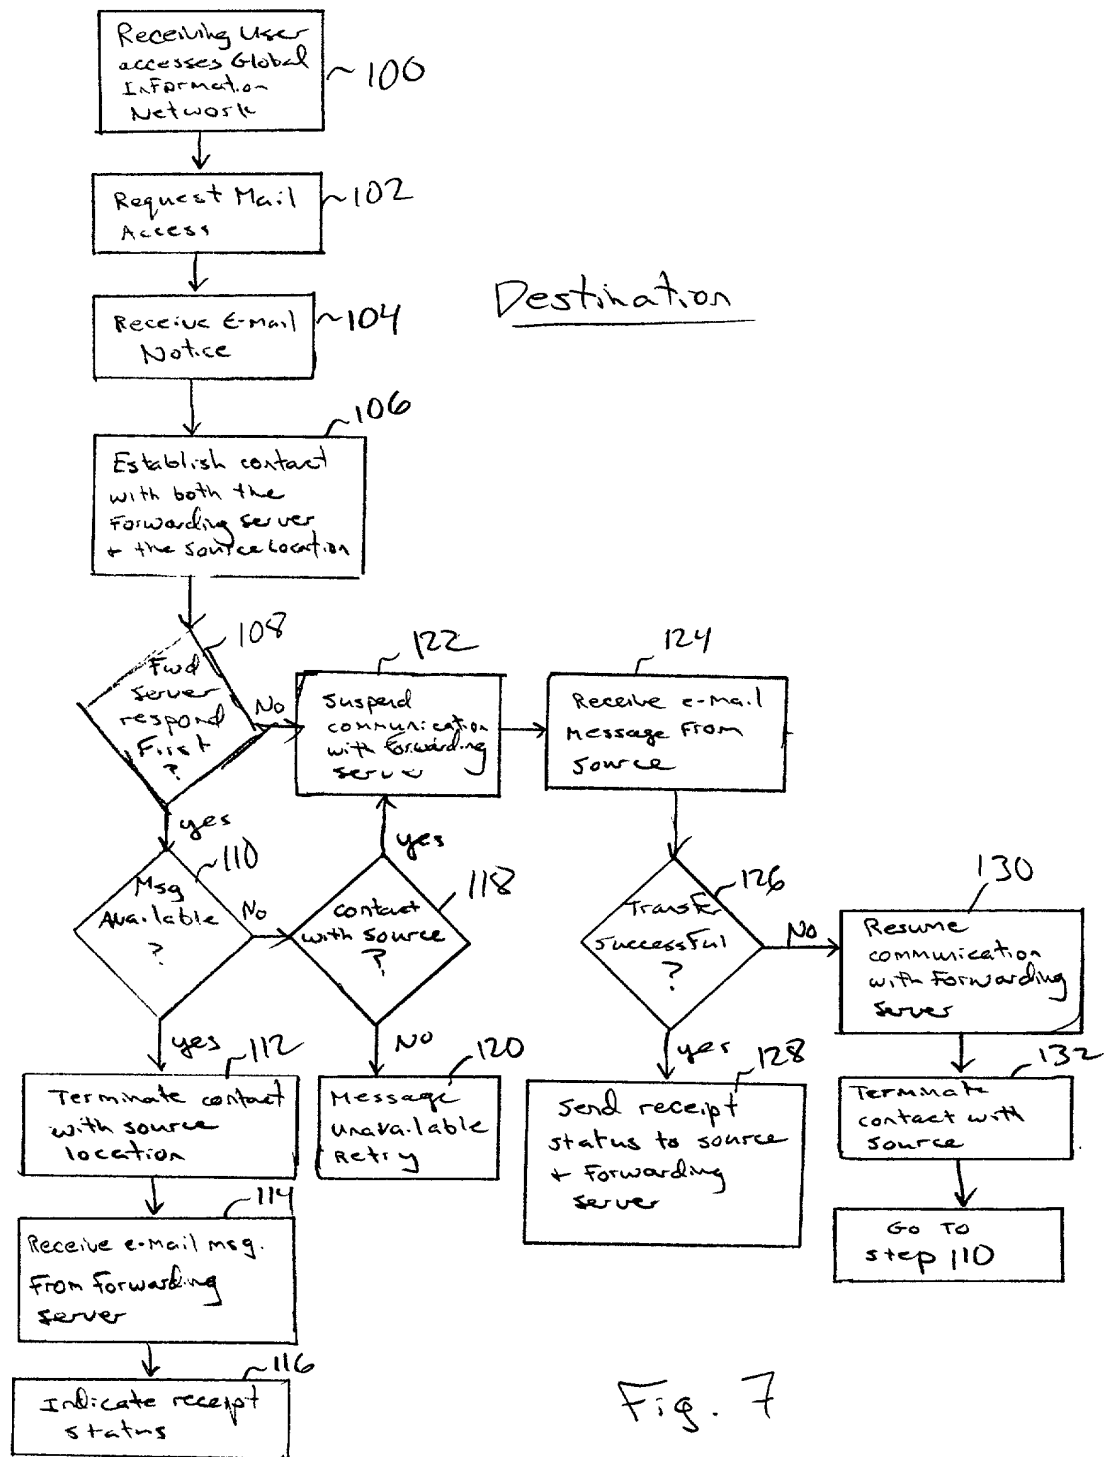 Receiving User
accesses Global
Information
Network
100
Request Mail
Access
102
Receive E-mail
Notice
104
Destination
106
Establish contact
with both the
Forwarding server
+ the source location
108
Fwd
server
respond
First
?
No
yes
122
Suspend
communication
with forwarding
server
124
Receive e-mail
message from
source
110
Msg
Available
?
No
yes
118
contact
with source
?
yes
No
126
Transfer
successful
?
No
yes
130
Resume
communication
with Forwarding
server
112
Terminate contact
with source
location
120
Message
unavailable
Retry
128
Send receipt
status to source
+ Forwarding
server
132
Terminate
contact with
source
114
Receive e-mail msg.
From forwarding
server
Go To
step 110
116
Indicate receipt
status
Fig. 7